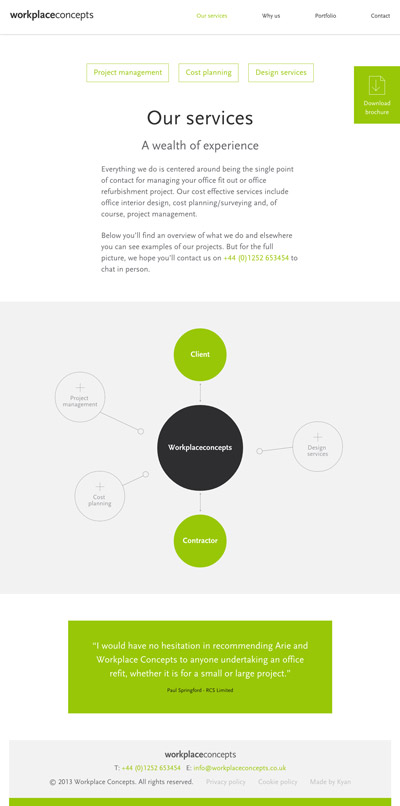 workplaceconcepts
Our services
Why us
Portfolio
Contact
Project management
Cost planning
Design services
Download
brochure
Our services
A wealth of experience
Everything we do is centered around being the single point
of contact for managing your office fit out or office
refurbishment project. Our cost effective services include
office interior design, cost planning/surveying and, of
course, project management.
Below you'll find an overview of what we do and elsewhere
you can see examples of our projects. But for the full
picture, we hope you'll contact us on +44 (0)1252 653454 to
chat in person.
Client
Project
management
Workplaceconcepts
Design
services
Cost
planning
Contractor
“I would have no hesitation in recommending Arie and
Workplace Concepts to anyone undertaking an office
refit, whether it is for a small or large project.”
Paul Springford - RCS Limited
workplaceconcepts
T: +44 (0)1252 653454 E: info@workplaceconcepts.co.uk
© 2013 Workplace Concepts. All rights reserved. Privacy policy Cookie policy Made by Kyan